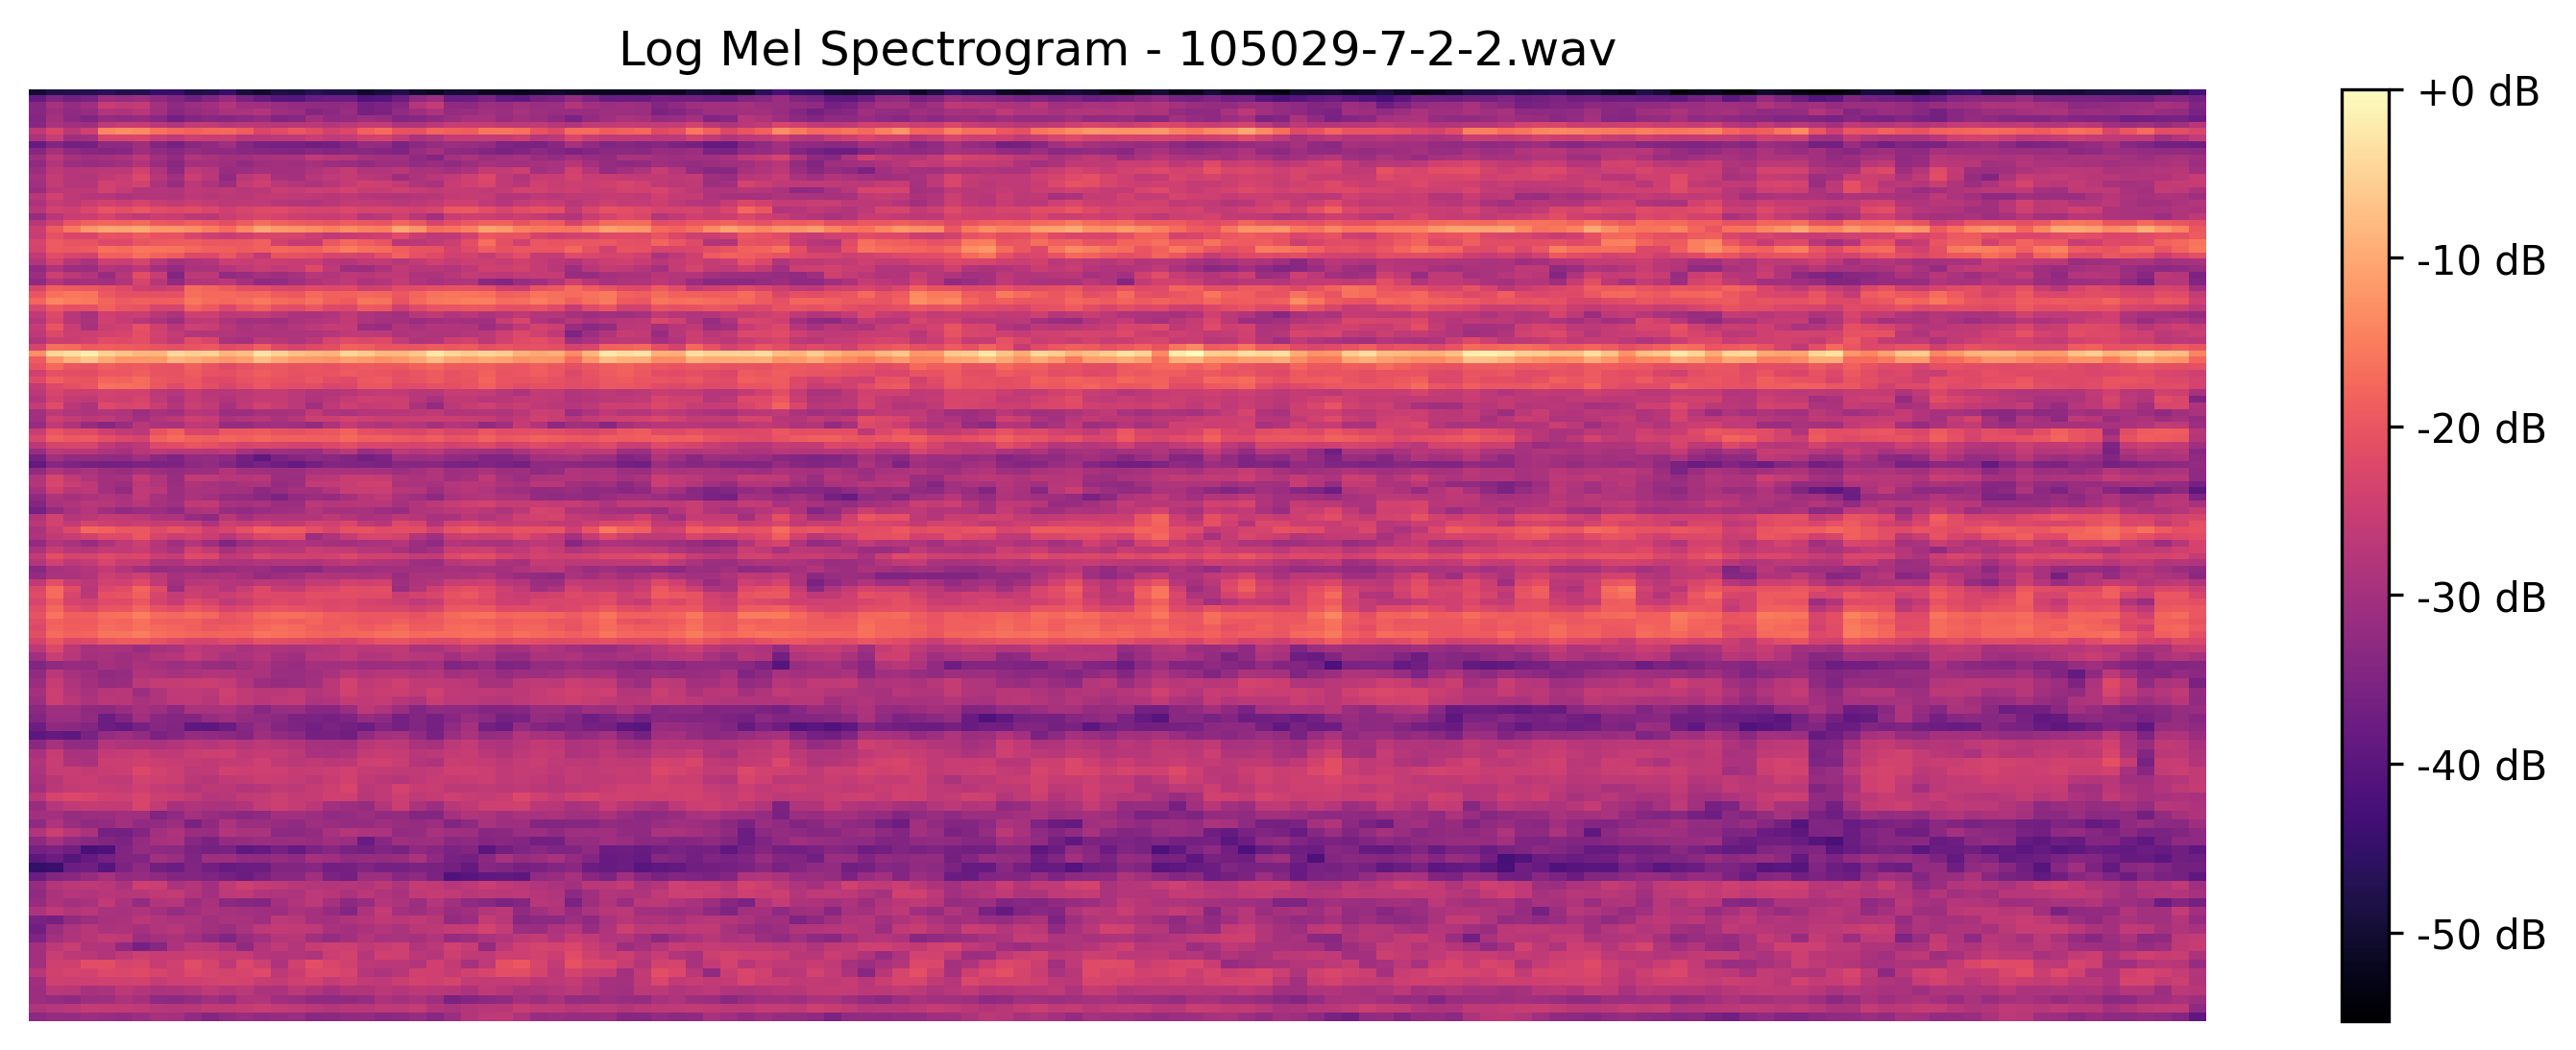 Log Mel Spectrogram - 105029-7-2-2.wav
+0 dB
-10 dB
-20 dB
-30 dB
-40 dB
-50 dB